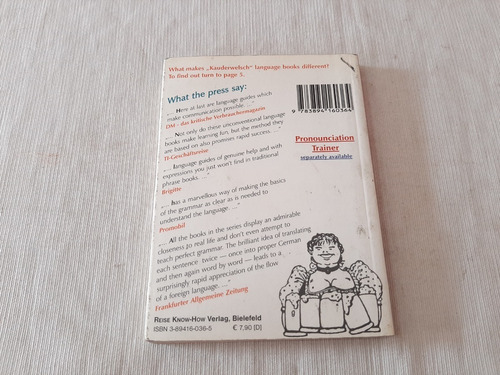 What makes „Kauderwelsch“ language books different?
To find out turn to page 5.
What the press say:
“... Here at last are language guides which
make communication possible. ...”
DM - das kritische Verbrauchermagazin
“... Not only do these unconventional language
books make learning fun, but the method they
are based on also promises rapid success. ...”
TJ-Geschäftsreise
“... language guides of genuine help and with
expressions you just won't find in traditional
phrase books. ...”
Brigitte
“... has a marvellous way of making the basics
of the grammar as clear as is needed to
understand the language. ...”
Promobil
“... All the books in the series display an admirable
closeness to real life and don't even attempt to
teach perfect grammar. The brilliant idea of translating
each sentence twice — once into proper German
and then again word by word — leads to a
surprisingly rapid appreciation of the flow
of a foreign language. ...”
Frankfurter Allgemeine Zeitung
REISE KNOW-HOW Verlag, Bielefeld
ISBN 3-89416-036-5
€ 7,90 [D]
9 783894 160364
Pronounciation
Trainer
separately available